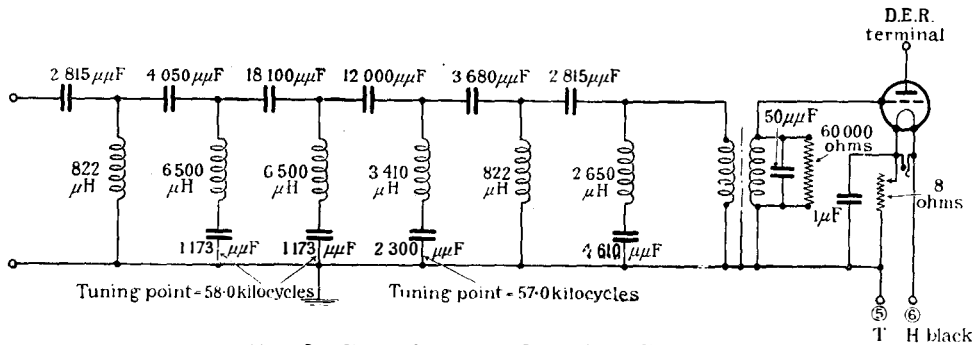 D.E.R.
terminal
2 815 μμF
4 050 μμF
18 100 μμF
12 000 μμF
3 680 μμF
2 815 μμF
50 μμF
60 000
ohms
822
μH
6 500
μH
6 500
μH
3 410
μH
822
μH
2 650
μH
1 μF
8
ohms
1 173 μμF
1 173 μμF
2 300 μμF
4 610 μμF
Tuning point = 58·0 kilocycles
Tuning point = 57·0 kilocycles
5
6
T
H black